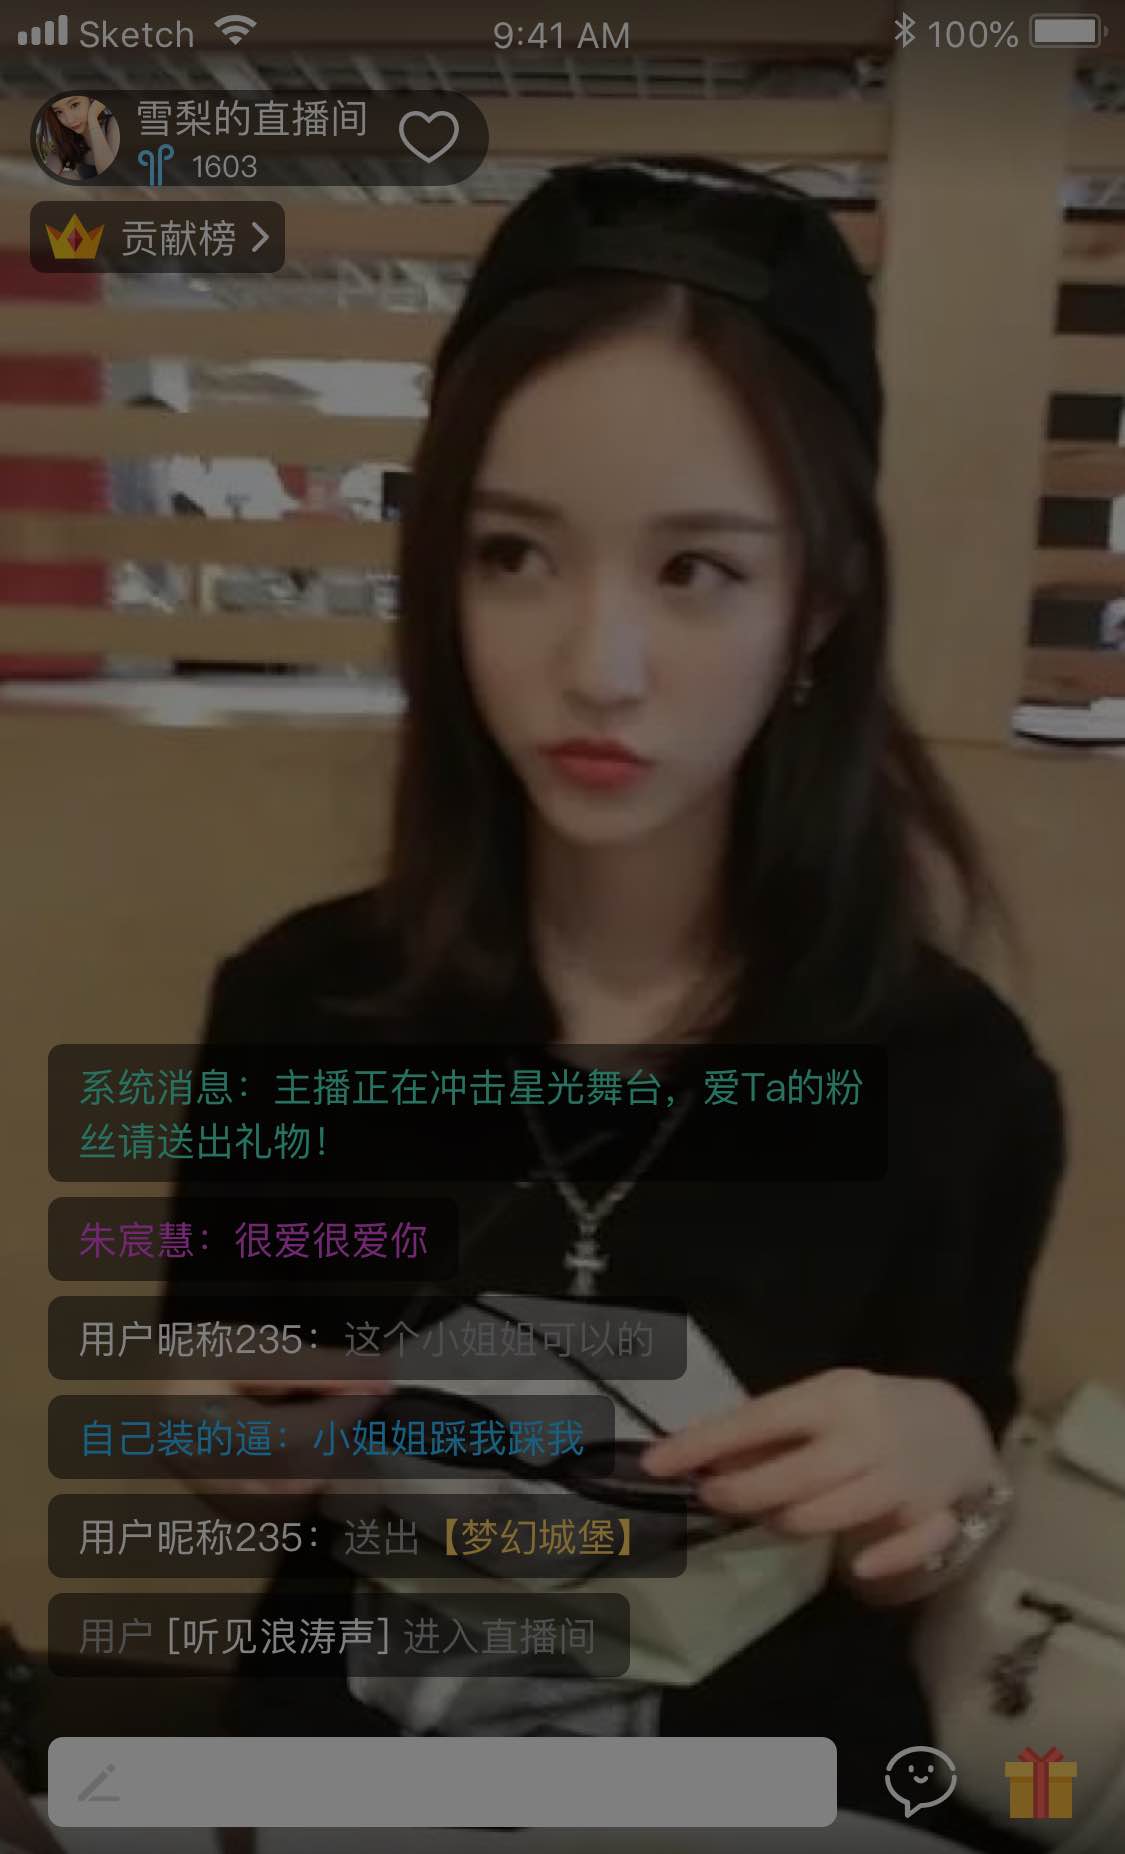 Sketch 9:41 AM 100%
雪梨的直播间
1603
贡献榜
系统消息：主播正在冲击星光舞台，爱Ta的粉
丝请送出礼物！
朱宸慧：很爱很爱你
用户昵称235：这个小姐姐可以的
自己装的逼：小姐姐踩我踩我
用户昵称235：送出【梦幻城堡】
用户 [听见浪涛声] 进入直播间